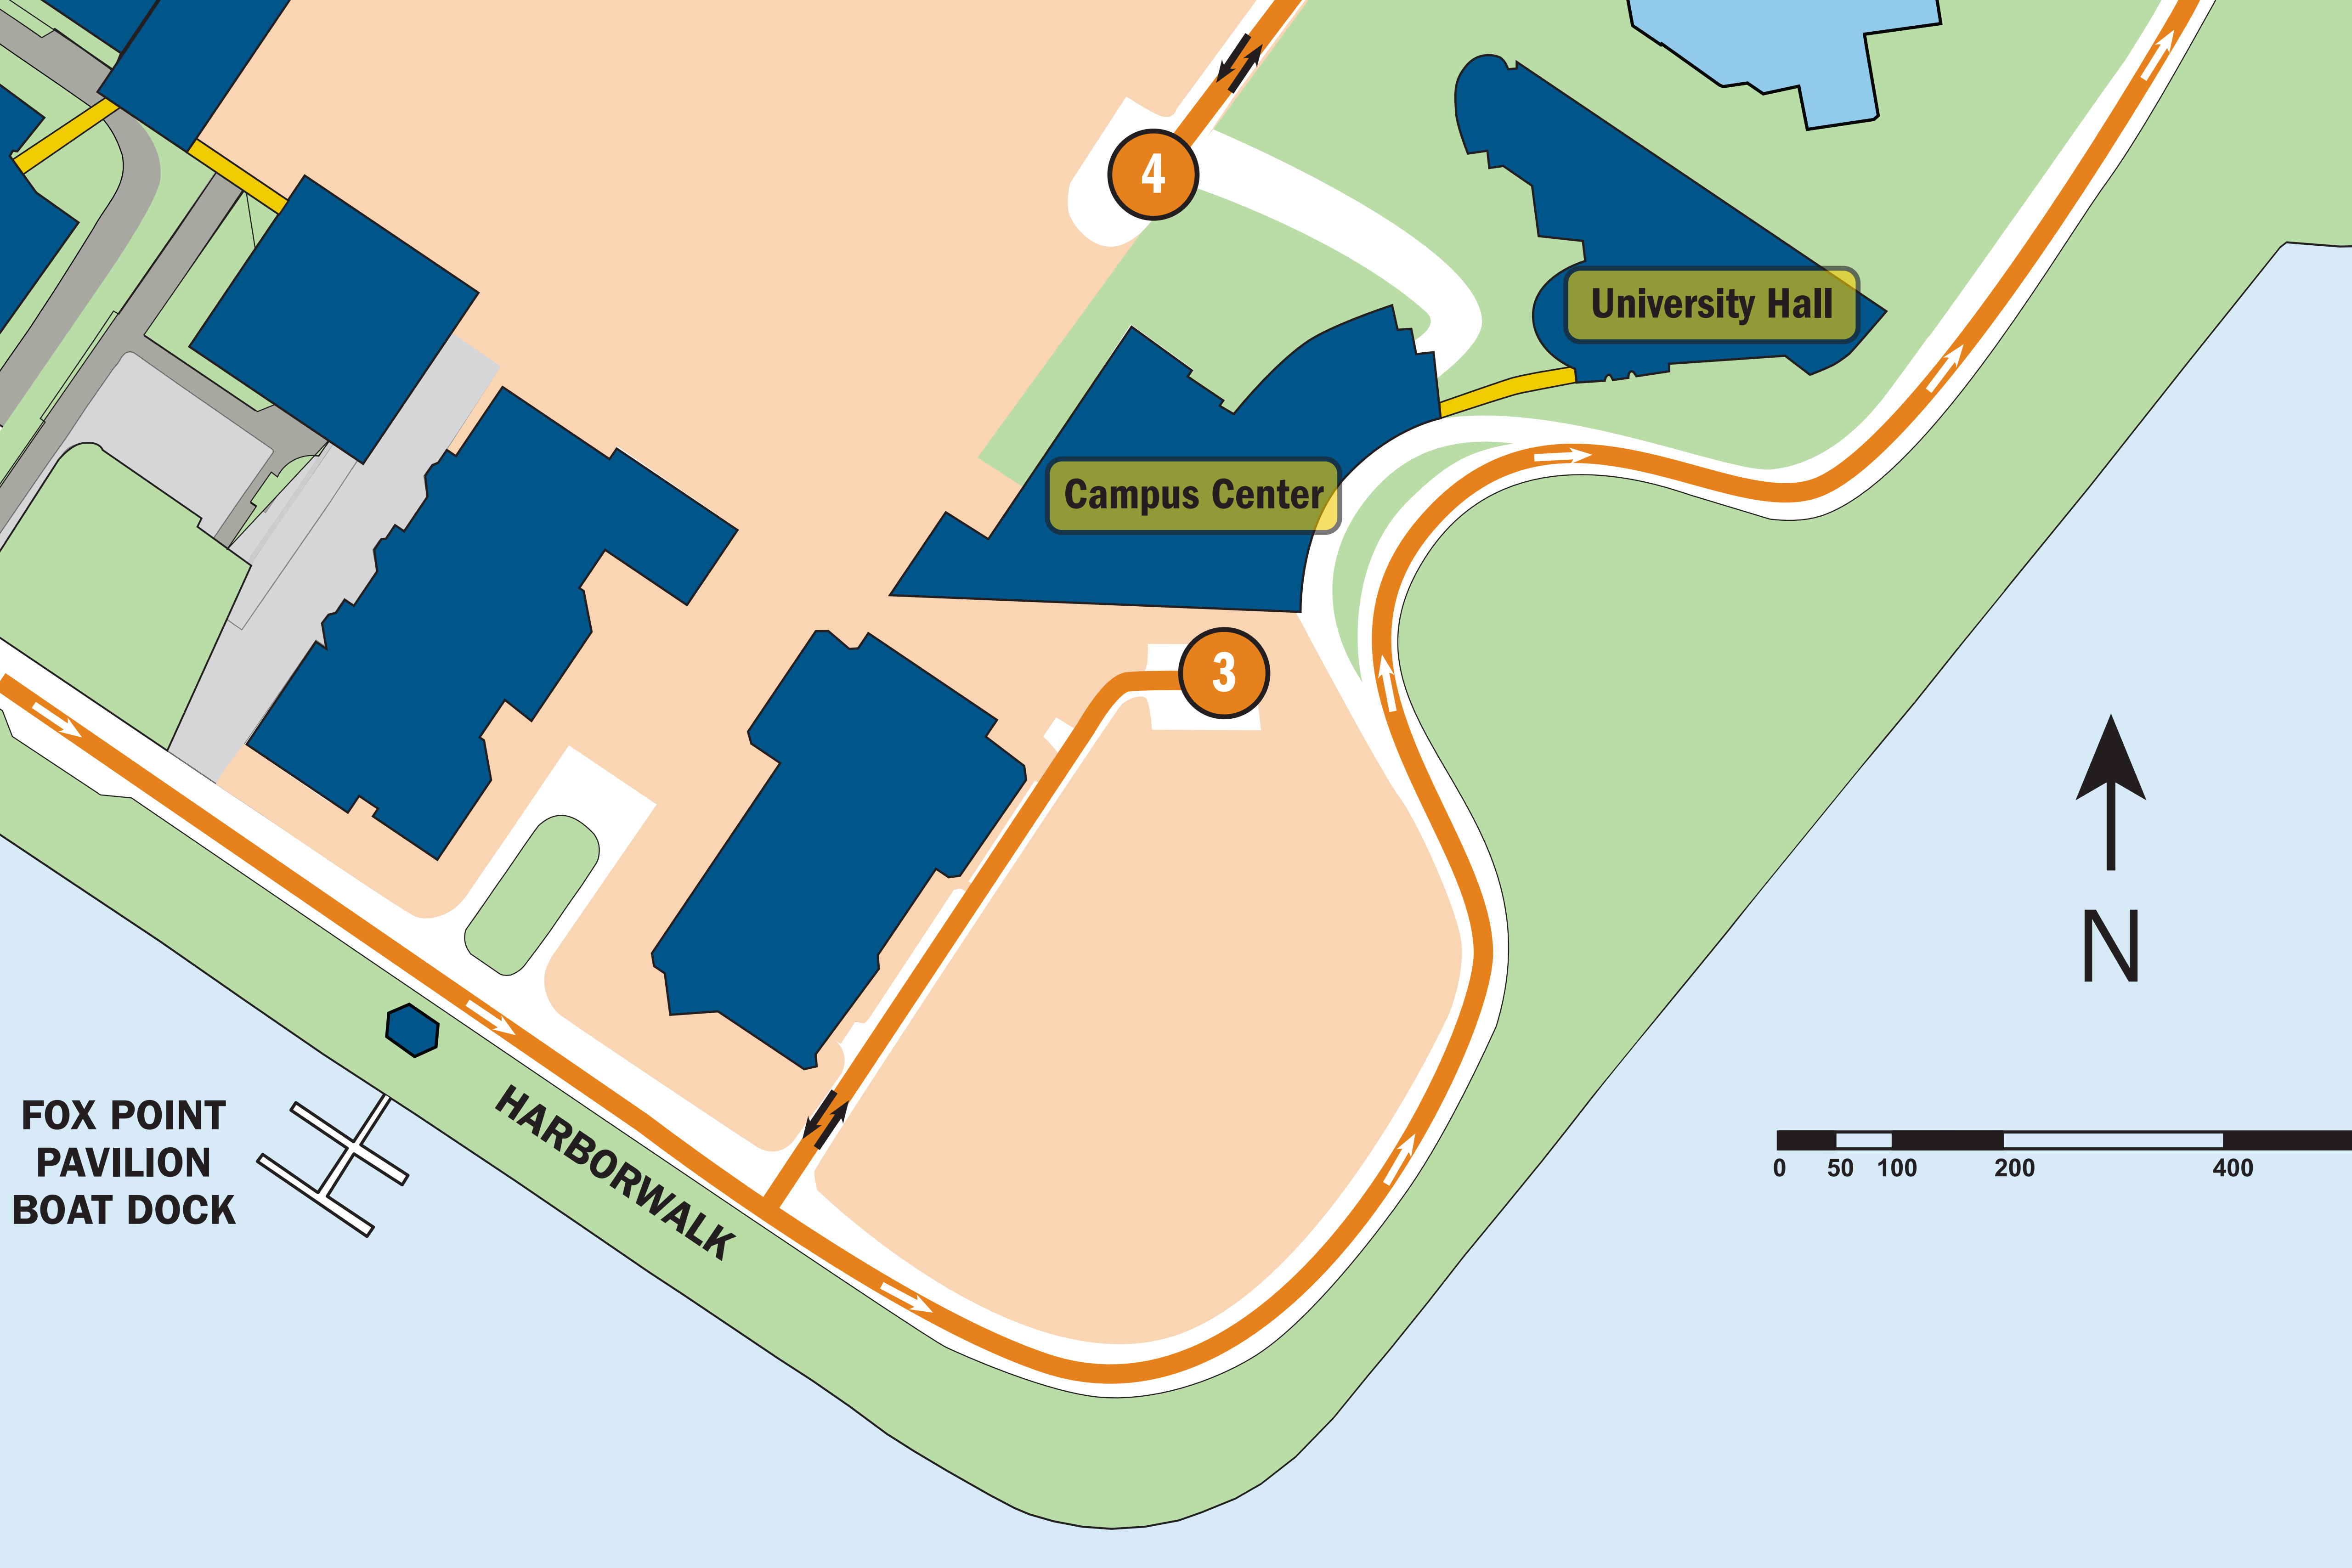 4
University Hall
Campus Center
3
N
FOX POINT
PAVILION
BOAT DOCK
HARBORWALK
0 50 100 200 400